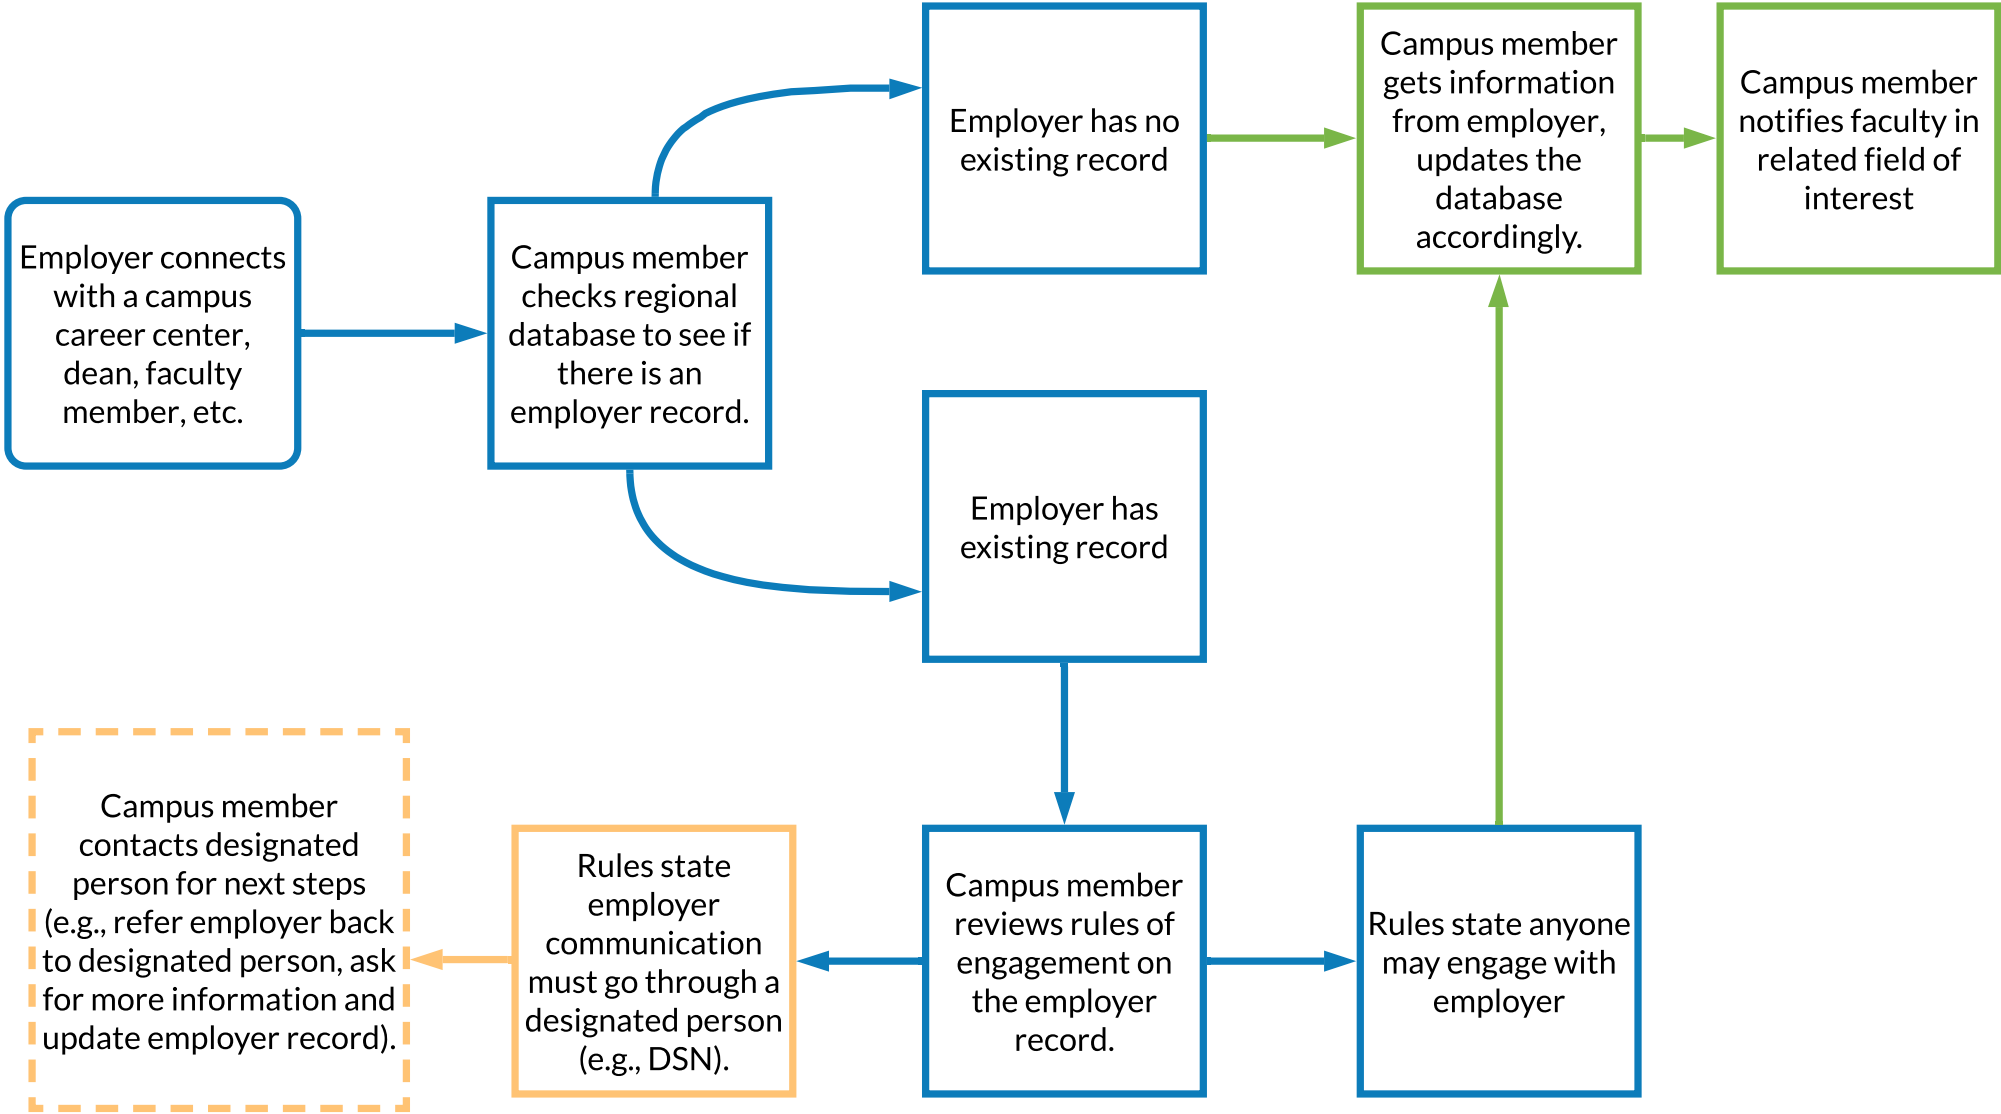 Employer connects
with a campus
career center,
dean, faculty
member, etc.
Campus member
checks regional
database to see if
there is an
employer record.
Employer has no
existing record
Campus member
gets information
from employer,
updates the
database
accordingly.
Campus member
notifies faculty in
related field of
interest
Employer has
existing record
Campus member
reviews rules of
engagement on
the employer
record.
Rules state anyone
may engage with
employer
Rules state
employer
communication
must go through a
designated person
(e.g., DSN).
Campus member
contacts designated
person for next steps
(e.g., refer employer back
to designated person, ask
for more information and
update employer record).